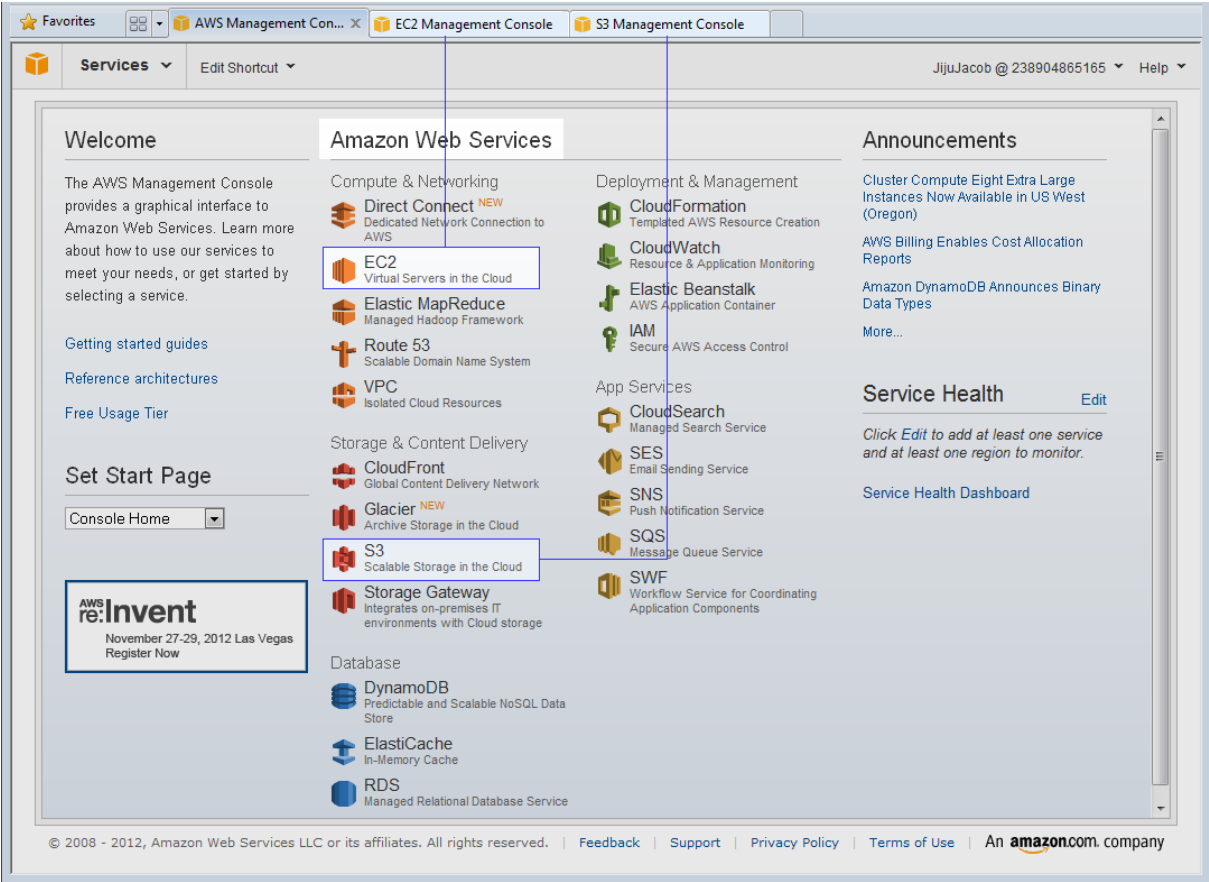 Favorites
AWS Management Con...
EC2 Management Console
S3 Management Console
Services
Edit Shortcut
JijuJacob @ 238904865165
Help
Welcome
The AWS Management Console
provides a graphical interface to
Amazon Web Services. Learn more
about how to use our services to
meet your needs, or get started by
selecting a service.
Getting started guides
Reference architectures
Free Usage Tier
Set Start Page
Console Home
AWS
re:Invent
November 27-29, 2012 Las Vegas
Register Now
Amazon Web Services
Compute & Networking
Direct Connect NEW
Dedicated Network Connection to
AWS
EC2
Virtual Servers in the Cloud
Elastic MapReduce
Managed Hadoop Framework
Route 53
Scalable Domain Name System
VPC
Isolated Cloud Resources
Storage & Content Delivery
CloudFront
Global Content Delivery Network
Glacier NEW
Archive Storage in the Cloud
S3
Scalable Storage in the Cloud
Storage Gateway
Integrates on-premises IT
environments with Cloud storage
Database
DynamoDB
Predictable and Scalable NoSQL Data
Store
ElastiCache
In-Memory Cache
RDS
Managed Relational Database Service
Deployment & Management
CloudFormation
Templated AWS Resource Creation
CloudWatch
Resource & Application Monitoring
Elastic Beanstalk
AWS Application Container
IAM
Secure AWS Access Control
App Services
CloudSearch
Managed Search Service
SES
Email Sending Service
SNS
Push Notification Service
SQS
Message Queue Service
SWF
Workflow Service for Coordinating
Application Components
Announcements
Cluster Compute Eight Extra Large
Instances Now Available in US West
(Oregon)
AWS Billing Enables Cost Allocation
Reports
Amazon DynamoDB Announces Binary
Data Types
More...
Service Health
Edit
Click Edit to add at least one service
and at least one region to monitor.
Service Health Dashboard
© 2008 - 2012, Amazon Web Services LLC or its affiliates. All rights reserved. | Feedback | Support | Privacy Policy | Terms of Use | An amazon.com. company